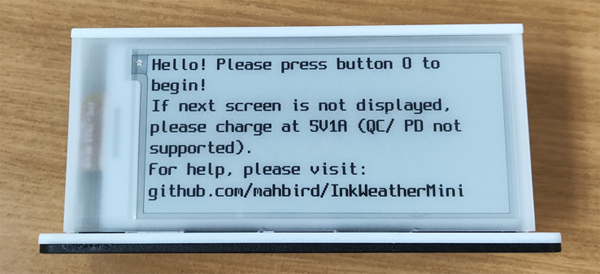 Hello! Please press button 0 to
begin!
If next screen is not displayed,
please charge at 5V1A (QC/ PD not
supported).
For help, please visit:
github.com/mahbird/InkWeatherMini